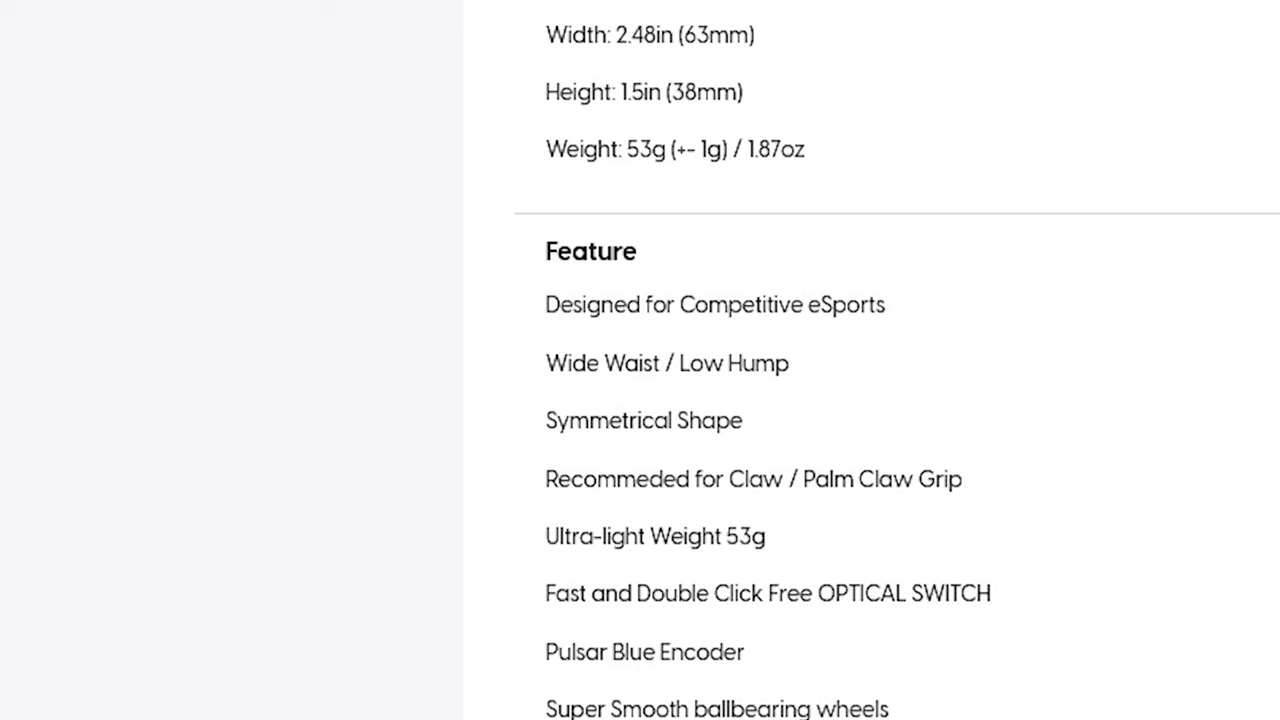 Width: 2.48in (63mm)
Height: 1.5in (38mm)
Weight: 53g (+- 1g) / 1.87oz
Feature
Designed for Competitive eSports
Wide Waist / Low Hump
Symmetrical Shape
Recommeded for Claw / Palm Claw Grip
Ultra-light Weight 53g
Fast and Double Click Free OPTICAL SWITCH
Pulsar Blue Encoder
Super Smooth ballbearing wheels